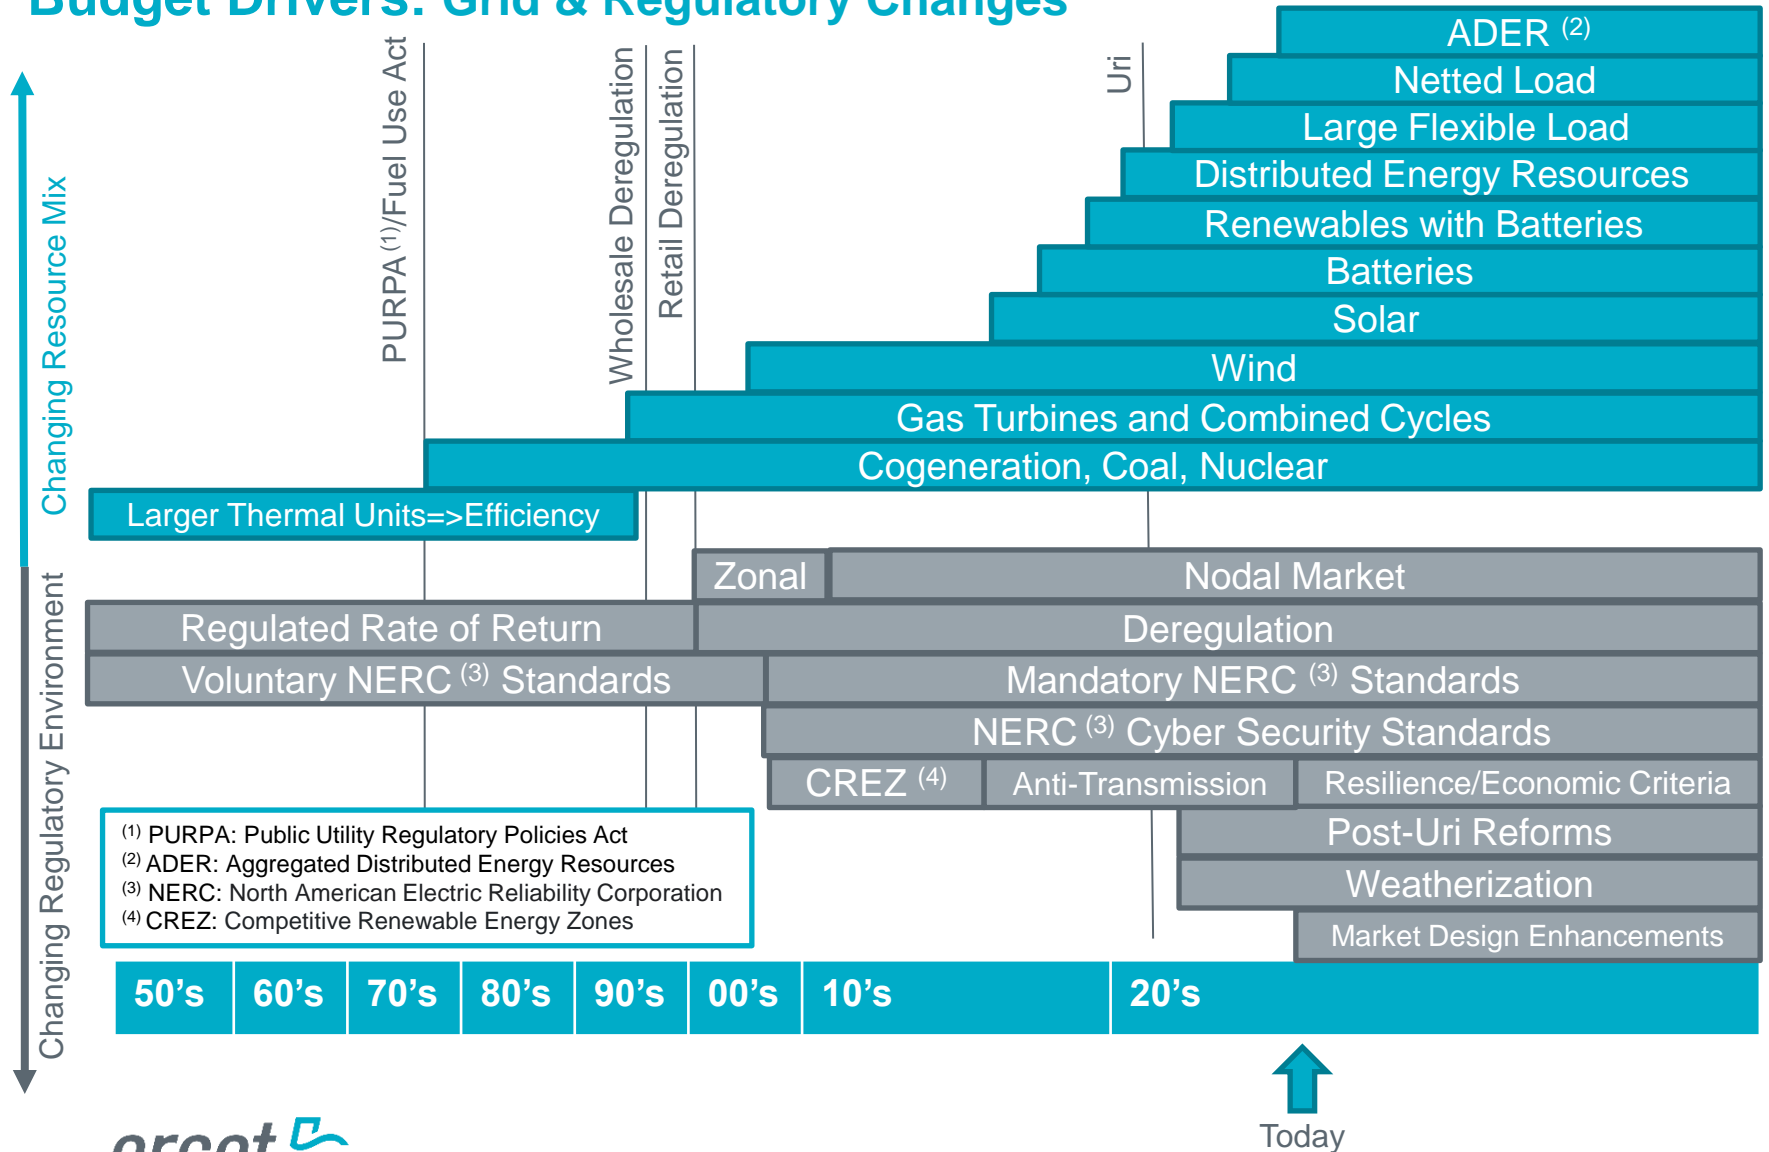 Budget Drivers: Grid & Regulatory Changes
PURPA (1)/Fuel Use Act
Wholesale Deregulation
Retail Deregulation
Uri
Changing Resource Mix
ADER (2)
Netted Load
Large Flexible Load
Distributed Energy Resources
Renewables with Batteries
Batteries
Solar
Wind
Gas Turbines and Combined Cycles
Cogeneration, Coal, Nuclear
Larger Thermal Units=>Efficiency
Changing Regulatory Environment
Zonal
Nodal Market
Regulated Rate of Return
Deregulation
Voluntary NERC (3) Standards
Mandatory NERC (3) Standards
NERC (3) Cyber Security Standards
CREZ (4)
Anti-Transmission
Resilience/Economic Criteria
Post-Uri Reforms
Weatherization
Market Design Enhancements
(1) PURPA: Public Utility Regulatory Policies Act
(2) ADER: Aggregated Distributed Energy Resources
(3) NERC: North American Electric Reliability Corporation
(4) CREZ: Competitive Renewable Energy Zones
50's 60's 70's 80's 90's 00's 10's 20's
Today
ercot